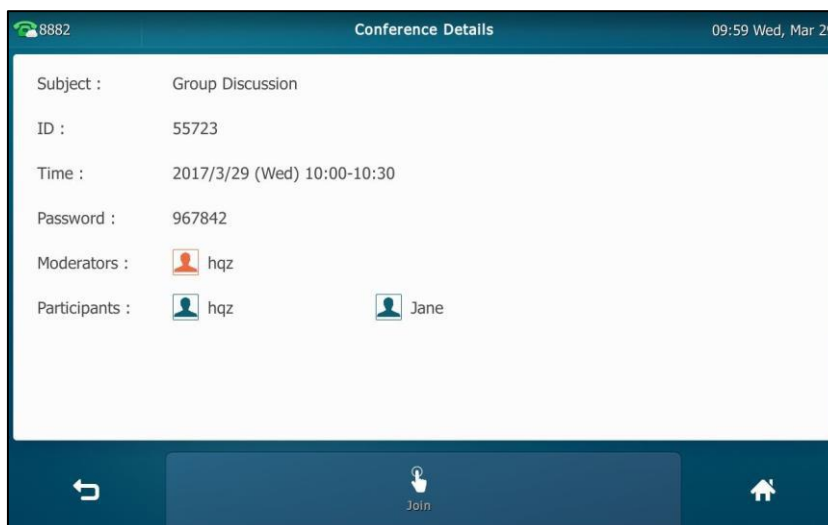 8882 Conference Details 09:59 Wed, Mar 29
Subject : Group Discussion
ID : 55723
Time : 2017/3/29 (Wed) 10:00-10:30
Password : 967842
Moderators : hqz
Participants : hqz Jane
Join